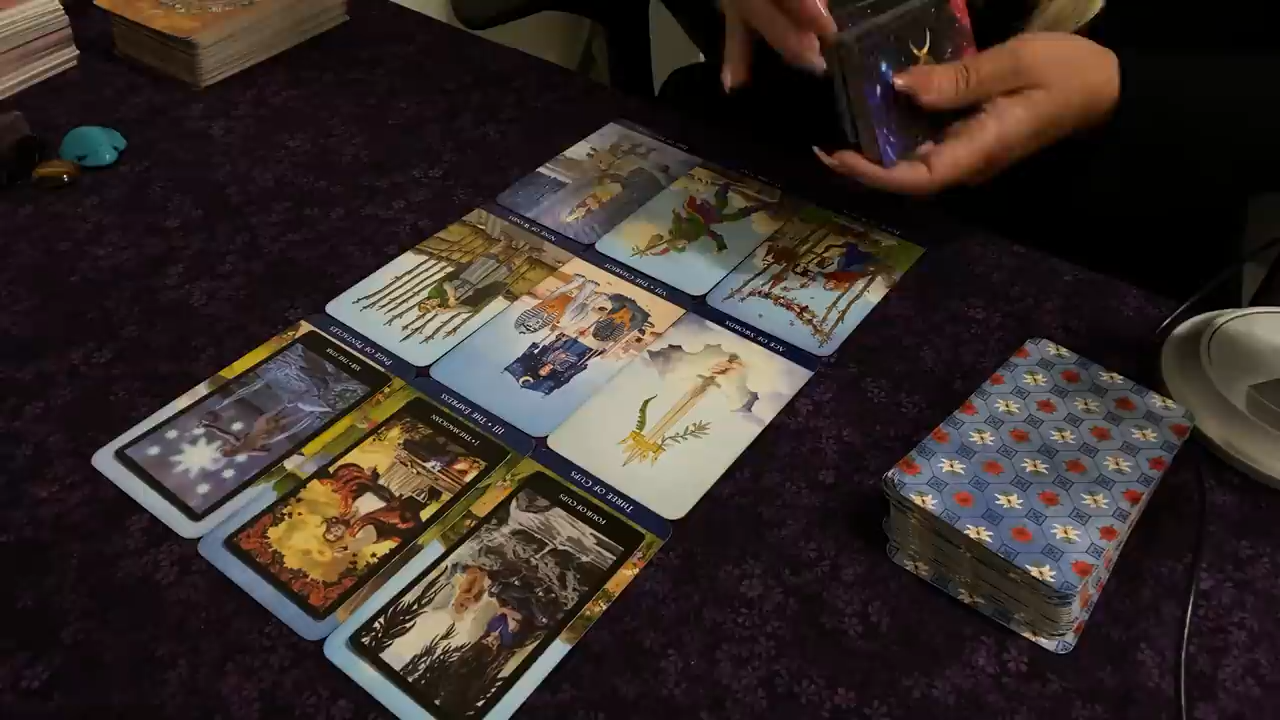 NINE OF WANDS
VII • THE CHARIOT
ACE OF SWORDS
PAGE OF PENTACLES
III • THE EMPRESS
THREE OF CUPS
XVII • THE STAR
I • THE MAGICIAN
FOUR OF CUPS